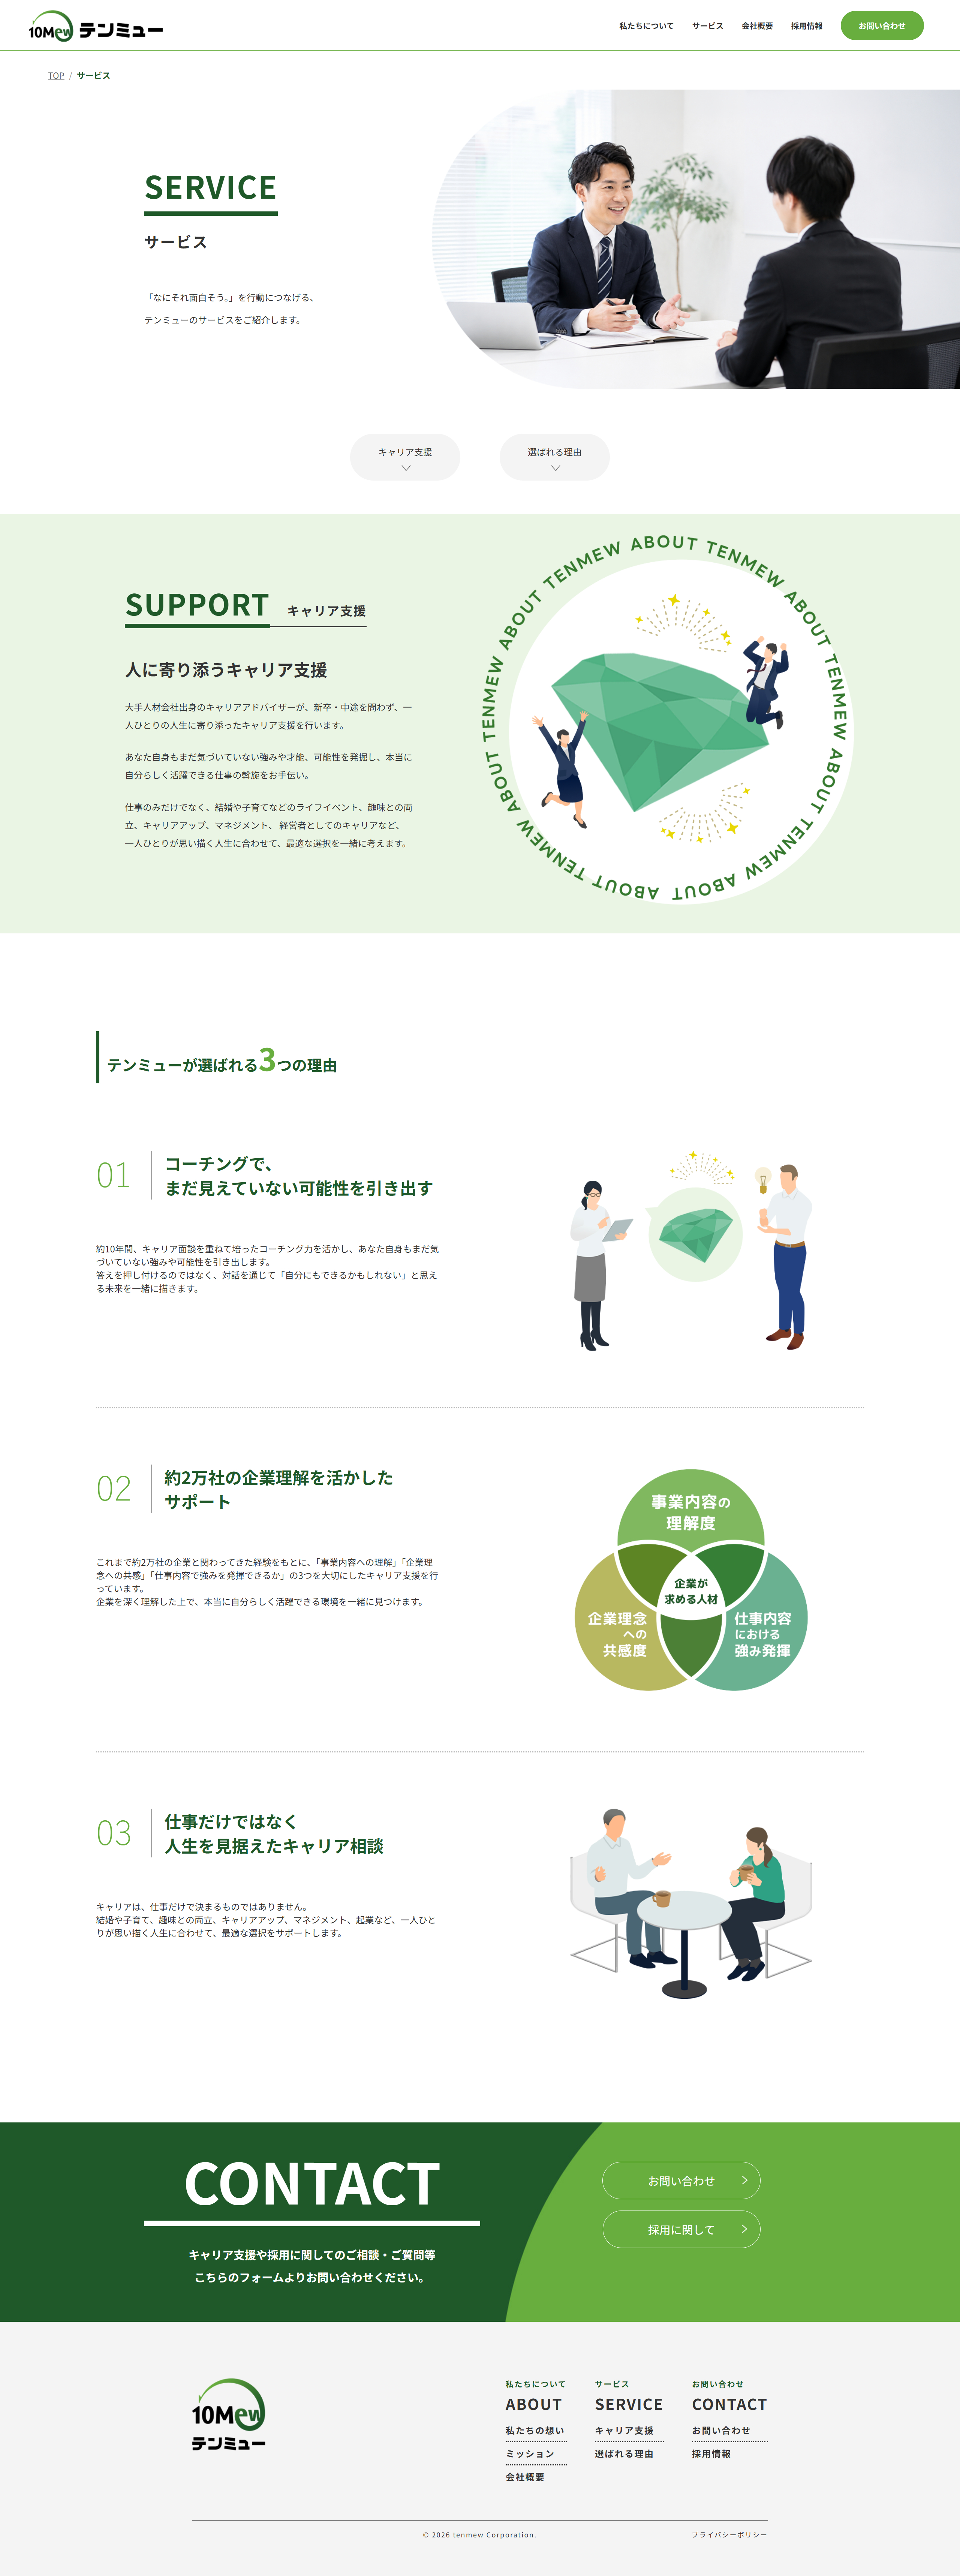 10Mew テンミュー
私たちについて
サービス
会社概要
採用情報
お問い合わせ
TOP / サービス
SERVICE
サービス
「なにそれ面白そう。」を行動につなげる、
テンミューのサービスをご紹介します。
キャリア支援
選ばれる理由
SUPPORT キャリア支援
人に寄り添うキャリア支援
大手人材会社出身のキャリアアドバイザーが、新卒・中途を問わず、一
人ひとりの人生に寄り添ったキャリア支援を行います。
あなた自身もまだ気づいていない強みや才能、可能性を発掘し、本当に
自分らしく活躍できる仕事の斡旋をお手伝い。
仕事のみだけでなく、結婚や子育てなどのライフイベント、趣味との両
立、キャリアアップ、マネジメント、 経営者としてのキャリアなど、
一人ひとりが思い描く人生に合わせて、最適な選択を一緒に考えます。
ABOUT TENMEW ABOUT TENMEW ABOUT TENMEW ABOUT TENMEW ABOUT TENMEW ABOUT TENMEW
テンミューが選ばれる3つの理由
01
コーチングで、
まだ見えていない可能性を引き出す
約10年間、キャリア面談を重ねて培ったコーチング力を活かし、あなた自身もまだ気
づいていない強みや可能性を引き出します。
答えを押し付けるのではなく、対話を通じて「自分にもできるかもしれない」と思え
る未来を一緒に描きます。
02
約2万社の企業理解を活かした
サポート
これまで約2万社の企業と関わってきた経験をもとに、「事業内容への理解」「企業理
念への共感」「仕事内容で強みを発揮できるか」の3つを大切にしたキャリア支援を行
っています。
企業を深く理解した上で、本当に自分らしく活躍できる環境を一緒に見つけます。
事業内容の
理解度
企業が
求める人材
企業理念
への
共感度
仕事内容
における
強み発揮
03
仕事だけではなく
人生を見据えたキャリア相談
キャリアは、仕事だけで決まるものではありません。
結婚や子育て、趣味との両立、キャリアアップ、マネジメント、起業など、一人ひと
りが思い描く人生に合わせて、最適な選択をサポートします。
CONTACT
キャリア支援や採用に関してのご相談・ご質問等
こちらのフォームよりお問い合わせください。
お問い合わせ
採用に関して
10Mew
テンミュー
私たちについて
ABOUT
私たちの想い
ミッション
会社概要
サービス
SERVICE
キャリア支援
選ばれる理由
お問い合わせ
CONTACT
お問い合わせ
採用情報
© 2026 tenmew Corporation.
プライバシーポリシー